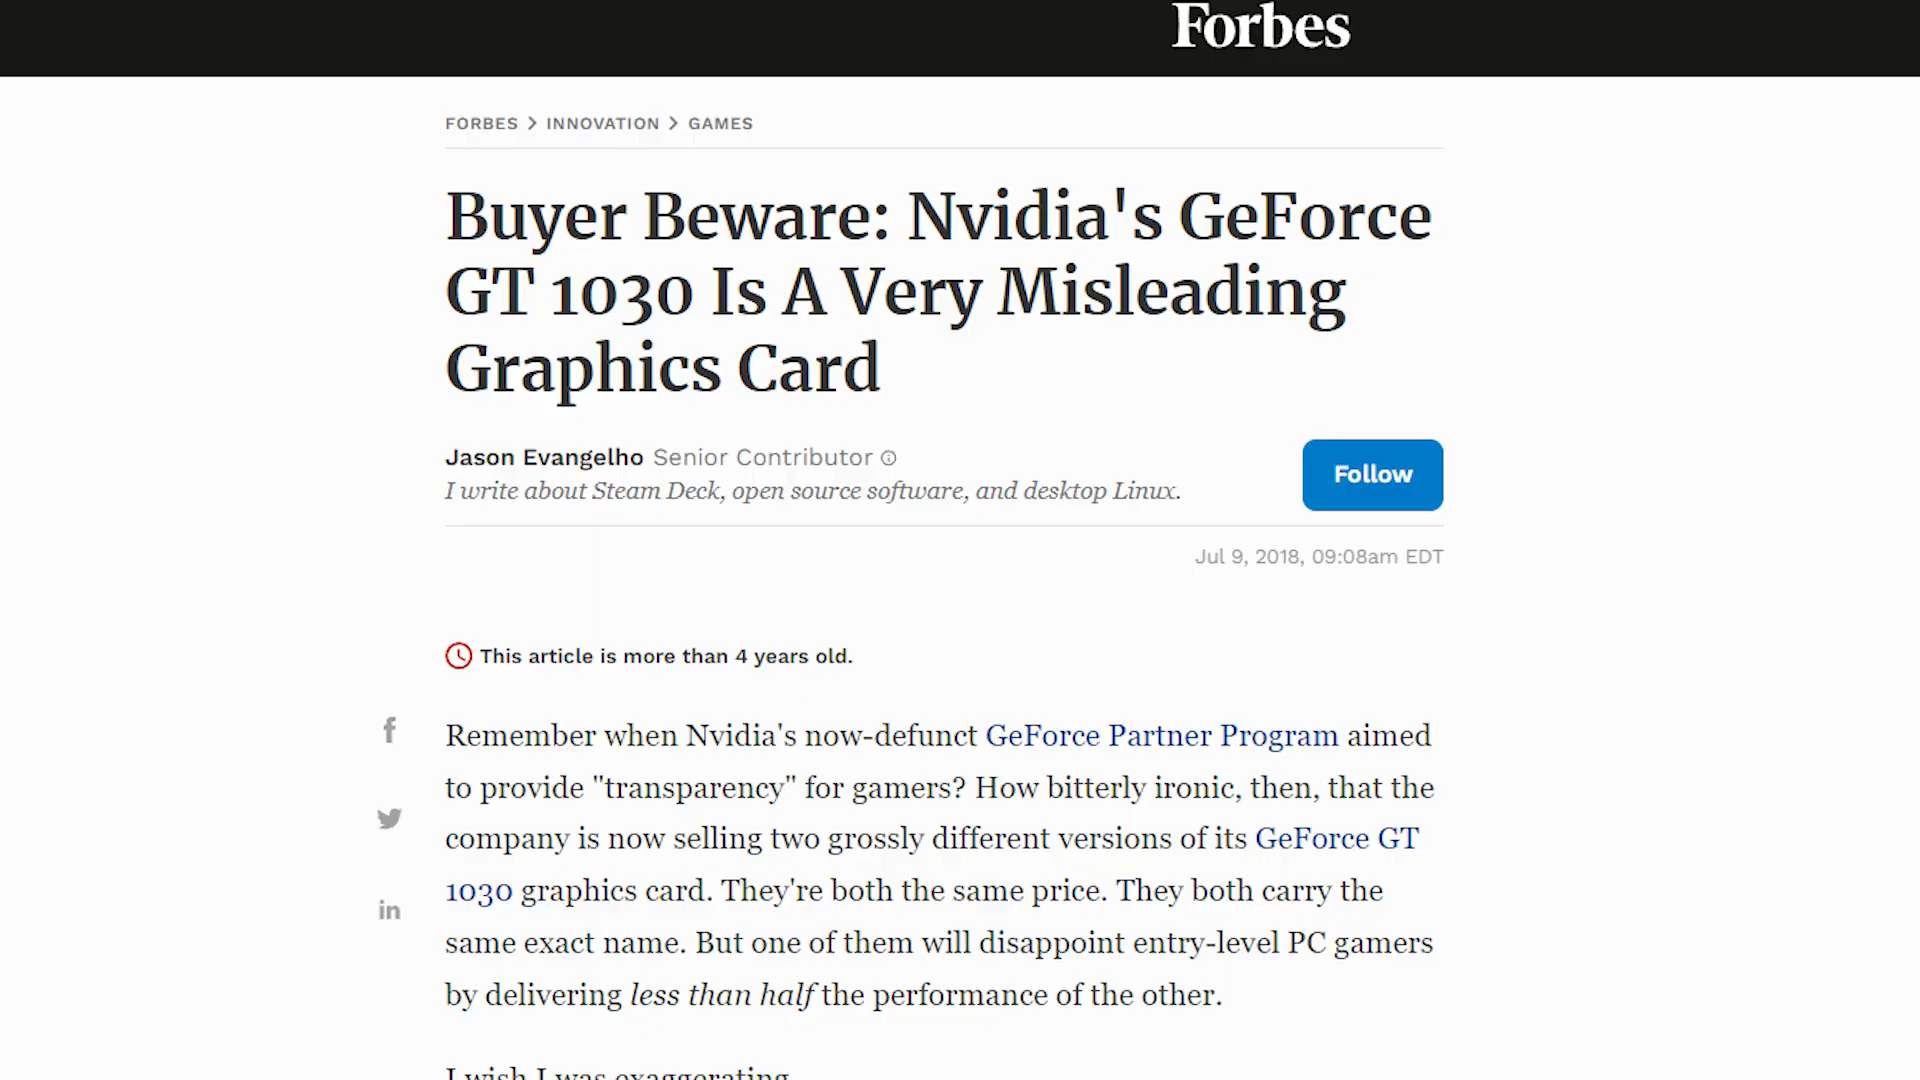 Forbes
FORBES > INNOVATION > GAMES
Buyer Beware: Nvidia's GeForce
GT 1030 Is A Very Misleading
Graphics Card
Jason Evangelho Senior Contributor
I write about Steam Deck, open source software, and desktop Linux.
Follow
Jul 9, 2018, 09:08am EDT
This article is more than 4 years old.
Remember when Nvidia's now-defunct GeForce Partner Program aimed
to provide "transparency" for gamers? How bitterly ironic, then, that the
company is now selling two grossly different versions of its GeForce GT
1030 graphics card. They're both the same price. They both carry the
same exact name. But one of them will disappoint entry-level PC gamers
by delivering less than half the performance of the other.
I wish I was exaggerating.